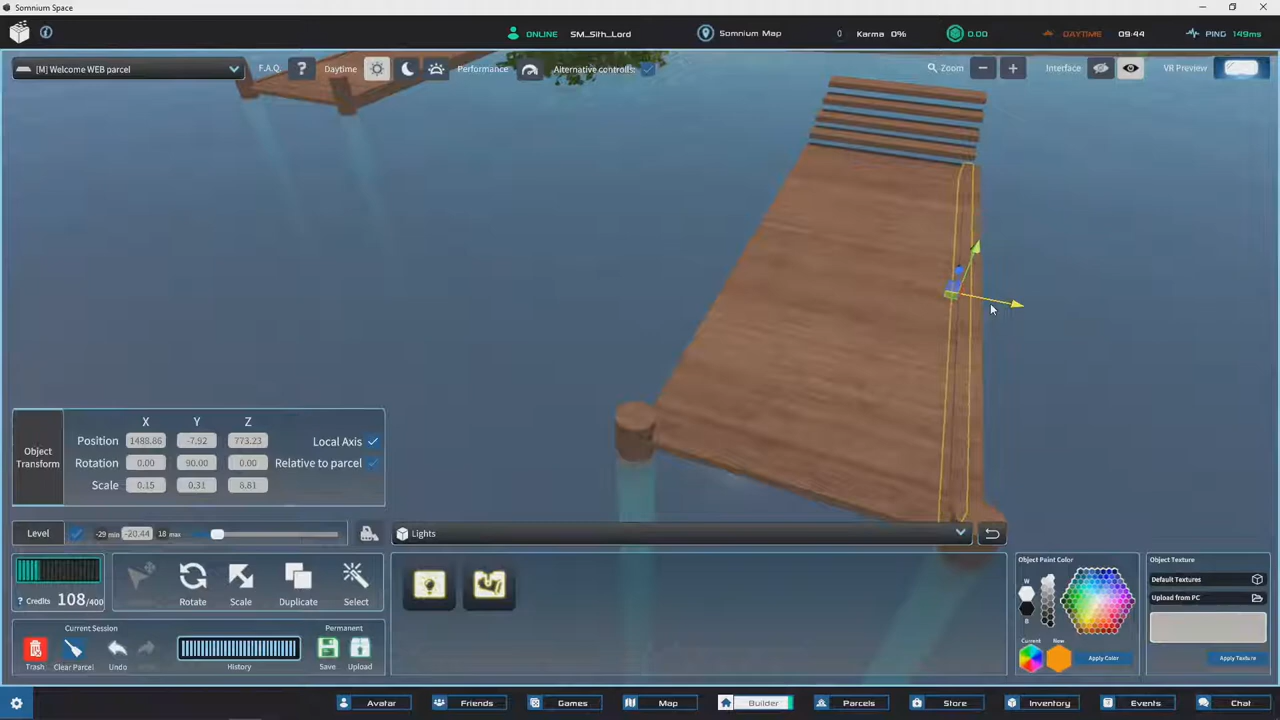 Somnium Space
ONLINE SM_Sith_Lord Somnium Map 0 Karma 0% 0.00 DAYTIME 09:44 PING 149ms
[M] Welcome WEB parcel F.A.Q. ? Daytime Performance Alternative controlls: Zoom Interface VR Preview
X Y Z
Object Transform
Position 1488.86 -7.92 773.23 Local Axis
Rotation 0.00 90.00 0.00 Relative to parcel
Scale 0.15 0.31 8.81
Level -29 min -20.44 18 max Lights
Object Paint Color Object Texture
W
B
Default Textures
Upload from PC
? Credits 108/400 Rotate Scale Duplicate Select
Current Session Permanent
Current New
Trash Clear Parcel Undo History Save Upload Apply Color Apply Texture
Avatar Friends Games Map Builder Parcels Store Inventory Events Chat